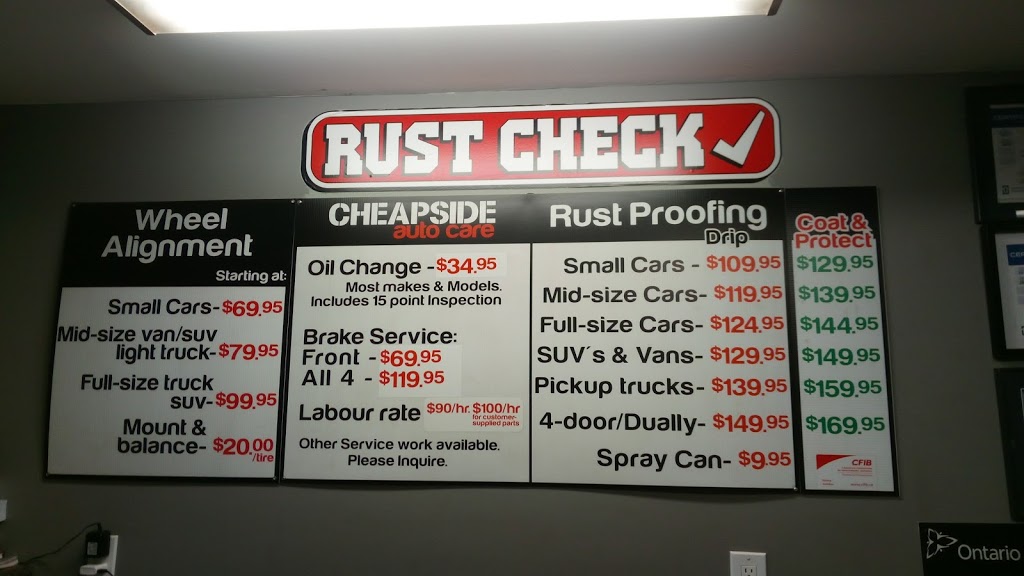 RUST CHECK
Wheel
Alignment
Starting at:
Small Cars- $69.95
Mid-size van/suv
light truck- $79.95
Full-size truck
suv- $99.95
Mount &
balance- $20.00
/tire
CHEAPSIDE
auto care
Oil Change - $34.95
Most makes & Models.
Includes 15 point Inspection
Brake Service:
Front - $69.95
All 4 - $119.95
Labour rate $90/hr. $100/hr
for customer-
supplied parts
Other Service work available.
Please Inquire.
Rust Proofing
Drip
Coat &
Protect
Small Cars - $109.95 $129.95
Mid-size Cars- $119.95 $139.95
Full-size Cars- $124.95 $144.95
SUV's & Vans- $129.95 $149.95
Pickup trucks- $139.95 $159.95
4-door/Dually- $149.95 $169.95
Spray Can- $9.95
CFIB
Ontario